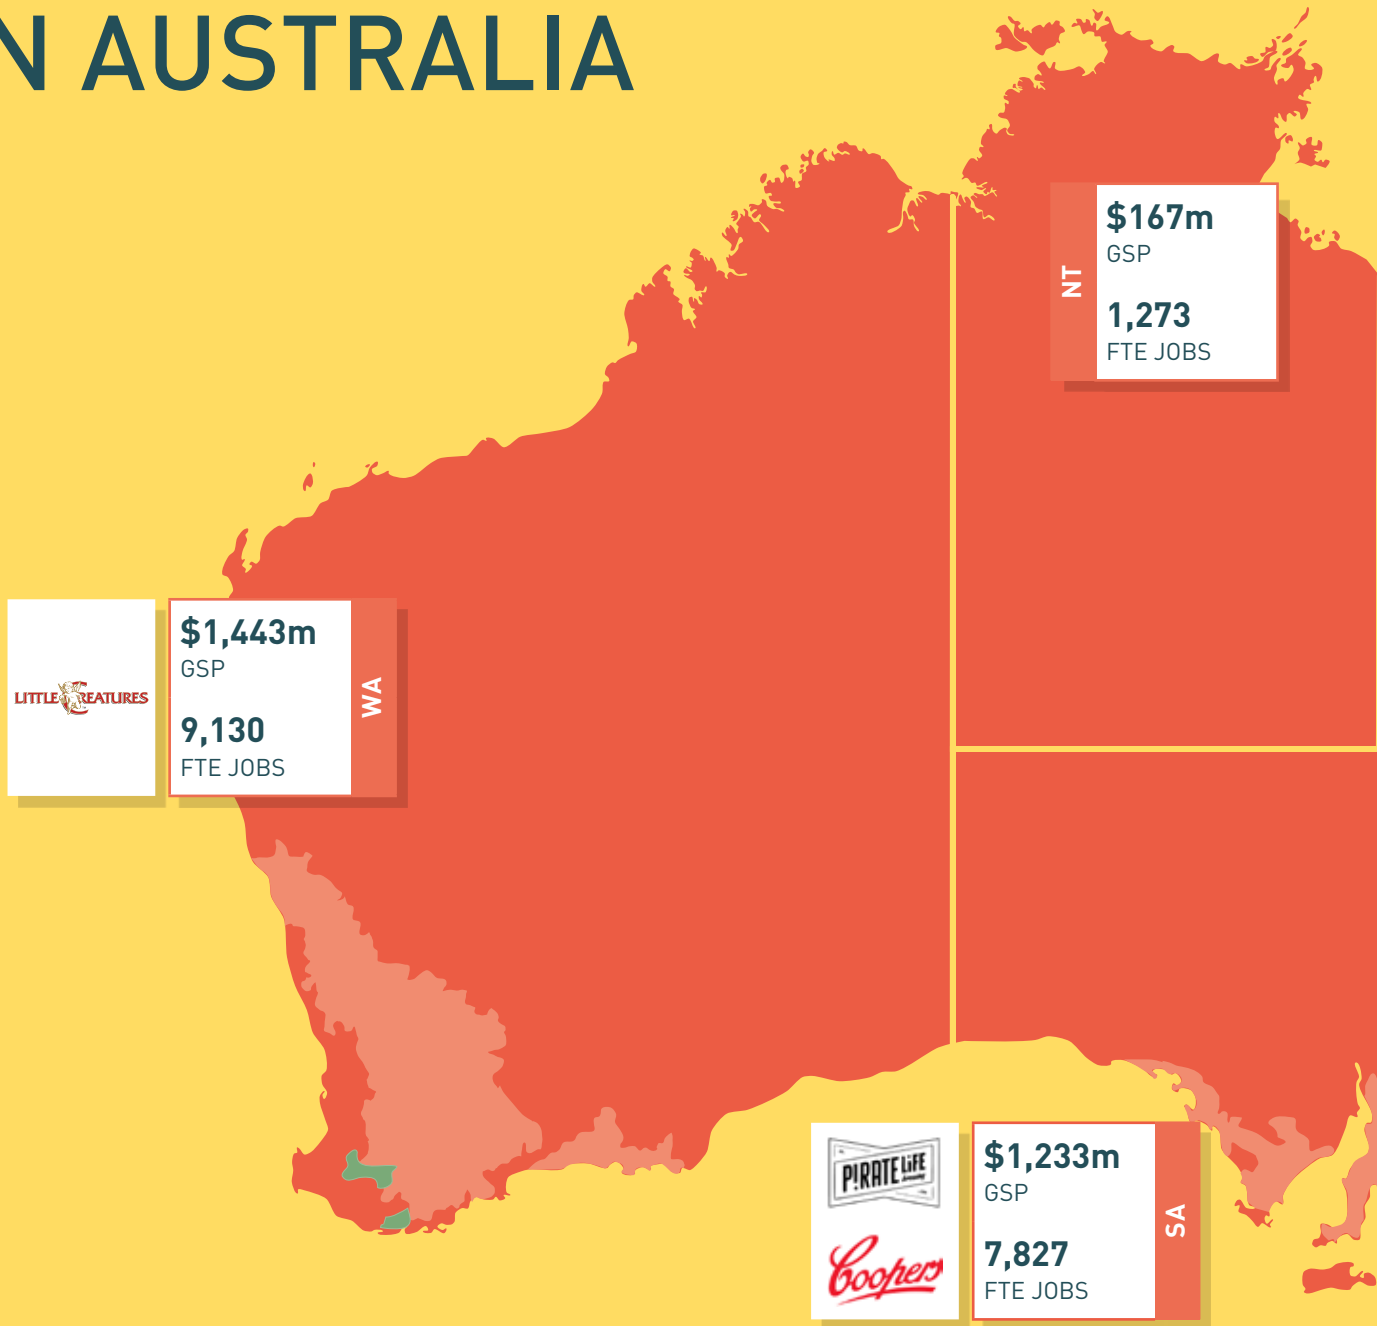 N AUSTRALIA
$167m
GSP
1,273
FTE JOBS
NT
LITTLE CREATURES
$1,443m
GSP
9,130
FTE JOBS
WA
PIRATE LIFE
Coopers
$1,233m
GSP
7,827
FTE JOBS
SA